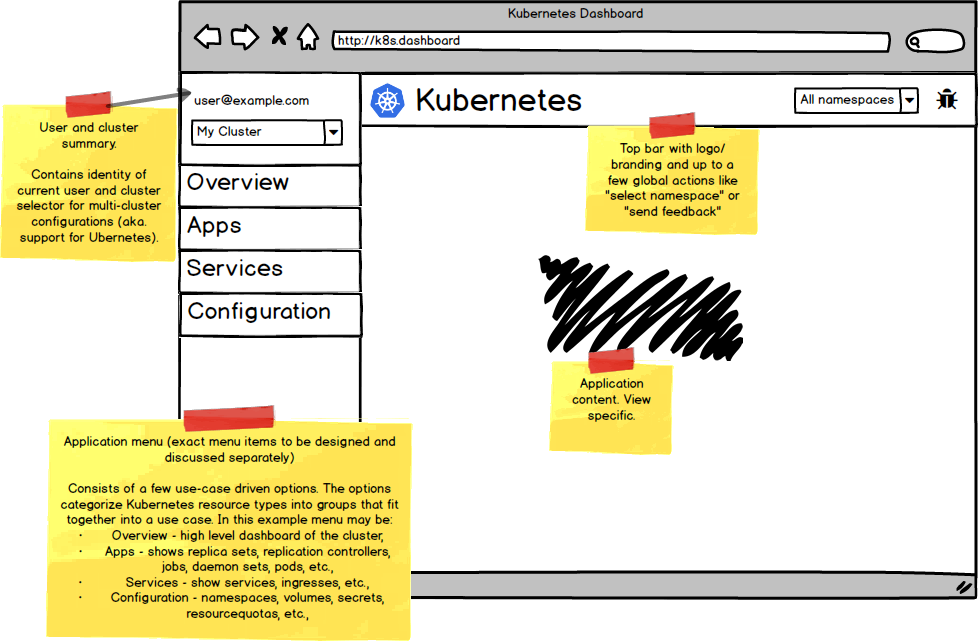 Kubernetes Dashboard
http://k8s.dashboard
user@example.com
My Cluster
Kubernetes
All namespaces
Overview
Apps
Services
Configuration
User and cluster
summary.
Contains identity of
current user and cluster
selector for multi-cluster
configurations (aka.
support for Ubernetes).
Top bar with logo/
branding and up to a
few global actions like
"select namespace" or
"send feedback"
Application
content. View
specific.
Application menu (exact menu items to be designed and
discussed separately)
Consists of a few use-case driven options. The options
categorize Kubernetes resource types into groups that fit
together into a use case. In this example menu may be:
· Overview - high level dashboard of the cluster,
· Apps - shows replica sets, replication controllers,
jobs, daemon sets, pods, etc.,
· Services - show services, ingresses, etc.,
· Configuration - namespaces, volumes, secrets,
resourcequotas, etc.,